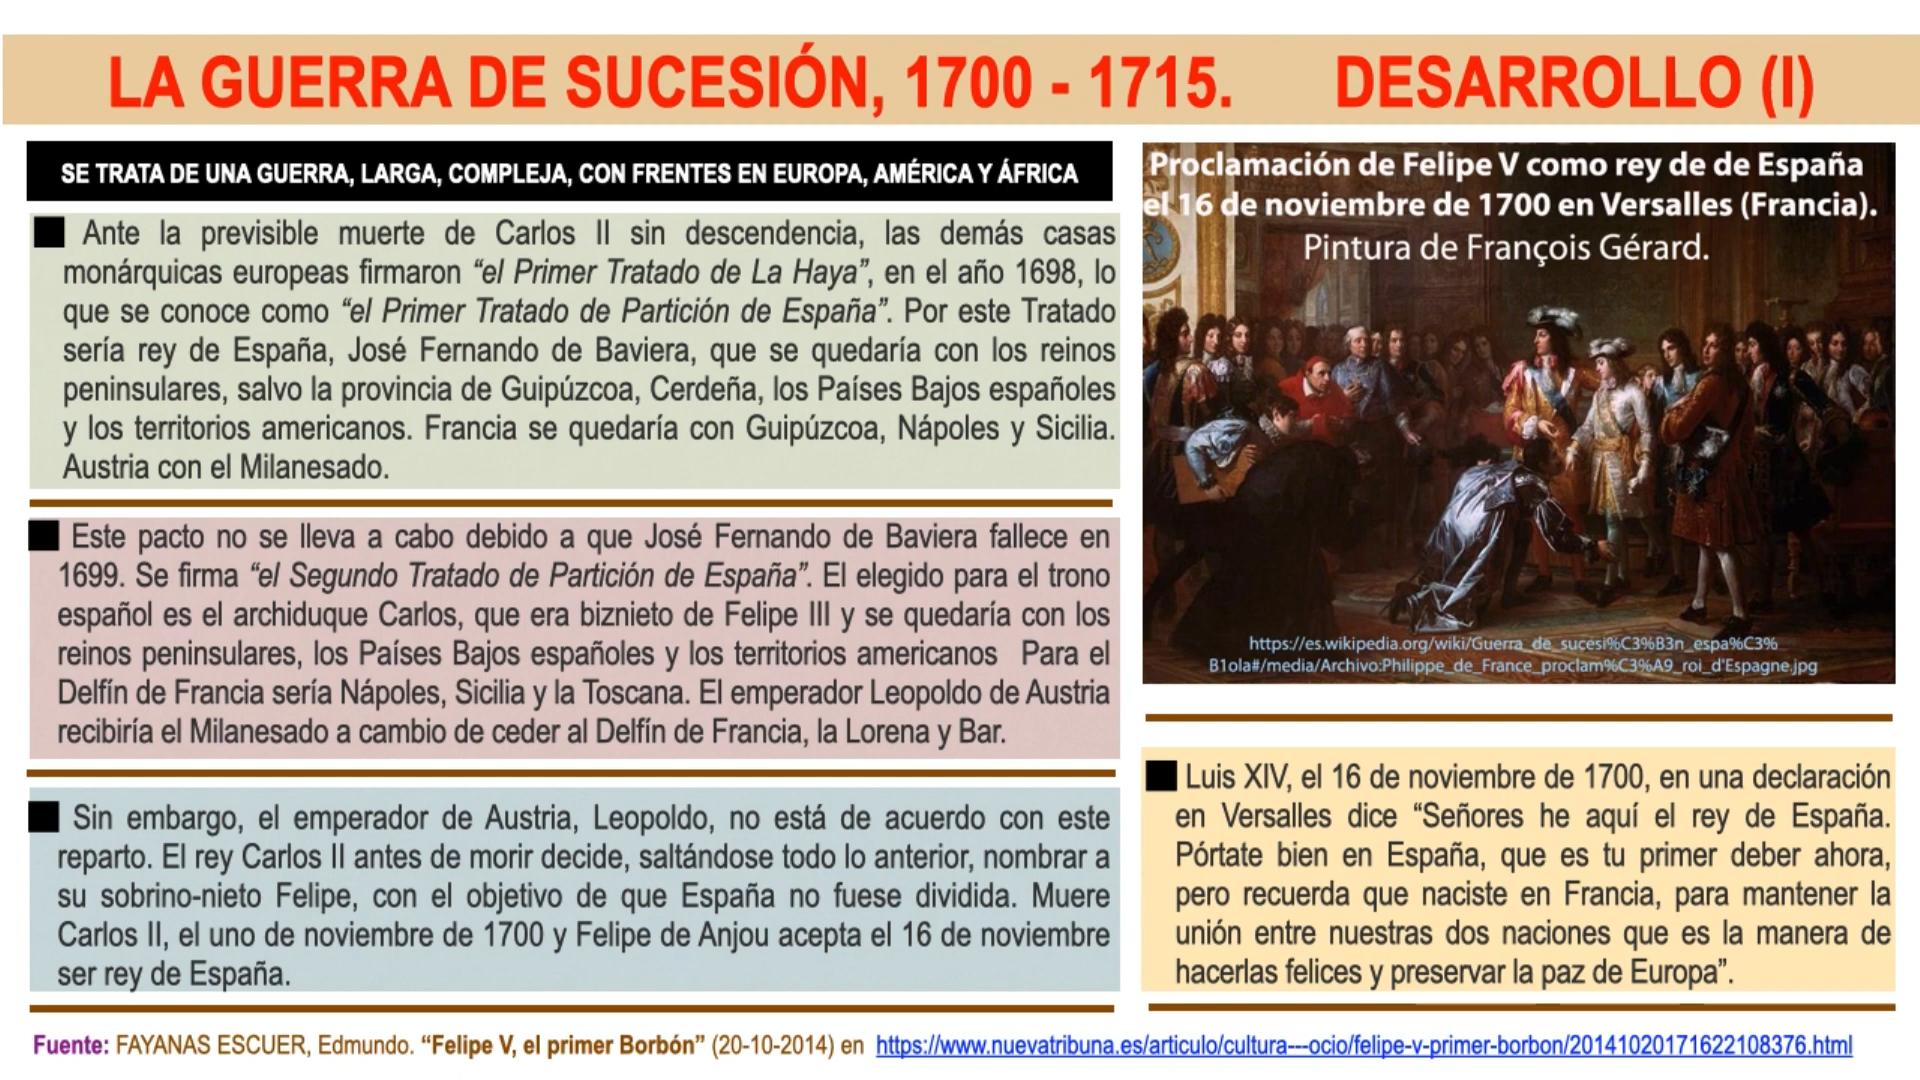 LA GUERRA DE SUCESIÓN, 1700 - 1715. DESARROLLO (I)
SE TRATA DE UNA GUERRA, LARGA, COMPLEJA, CON FRENTES EN EUROPA, AMÉRICA Y ÁFRICA
Ante la previsible muerte de Carlos II sin descendencia, las demás casas
monárquicas europeas firmaron “el Primer Tratado de La Haya”, en el año 1698, lo
que se conoce como “el Primer Tratado de Partición de España”. Por este Tratado
sería rey de España, José Fernando de Baviera, que se quedaría con los reinos
peninsulares, salvo la provincia de Guipúzcoa, Cerdeña, los Países Bajos españoles
y los territorios americanos. Francia se quedaría con Guipúzcoa, Nápoles y Sicilia.
Austria con el Milanesado.
Este pacto no se lleva a cabo debido a que José Fernando de Baviera fallece en
1699. Se firma “el Segundo Tratado de Partición de España”. El elegido para el trono
español es el archiduque Carlos, que era biznieto de Felipe III y se quedaría con los
reinos peninsulares, los Países Bajos españoles y los territorios americanos Para el
Delfín de Francia sería Nápoles, Sicilia y la Toscana. El emperador Leopoldo de Austria
recibiría el Milanesado a cambio de ceder al Delfín de Francia, la Lorena y Bar.
Sin embargo, el emperador de Austria, Leopoldo, no está de acuerdo con este
reparto. El rey Carlos II antes de morir decide, saltándose todo lo anterior, nombrar a
su sobrino-nieto Felipe, con el objetivo de que España no fuese dividida. Muere
Carlos II, el uno de noviembre de 1700 y Felipe de Anjou acepta el 16 de noviembre
ser rey de España.
Proclamación de Felipe V como rey de de España
el 16 de noviembre de 1700 en Versalles (Francia).
Pintura de François Gérard.
https://es.wikipedia.org/wiki/Guerra_de_sucesi%C3%B3n_espa%C3%
B1ola#/media/Archivo:Philippe_de_France_proclam%C3%A9_roi_d'Espagne.jpg
Luis XIV, el 16 de noviembre de 1700, en una declaración
en Versalles dice “Señores he aquí el rey de España.
Pórtate bien en España, que es tu primer deber ahora,
pero recuerda que naciste en Francia, para mantener la
unión entre nuestras dos naciones que es la manera de
hacerlas felices y preservar la paz de Europa”.
Fuente: FAYANAS ESCUER, Edmundo. “Felipe V, el primer Borbón” (20-10-2014) en https://www.nuevatribuna.es/articulo/cultura---ocio/felipe-v-primer-borbon/20141020171622108376.html